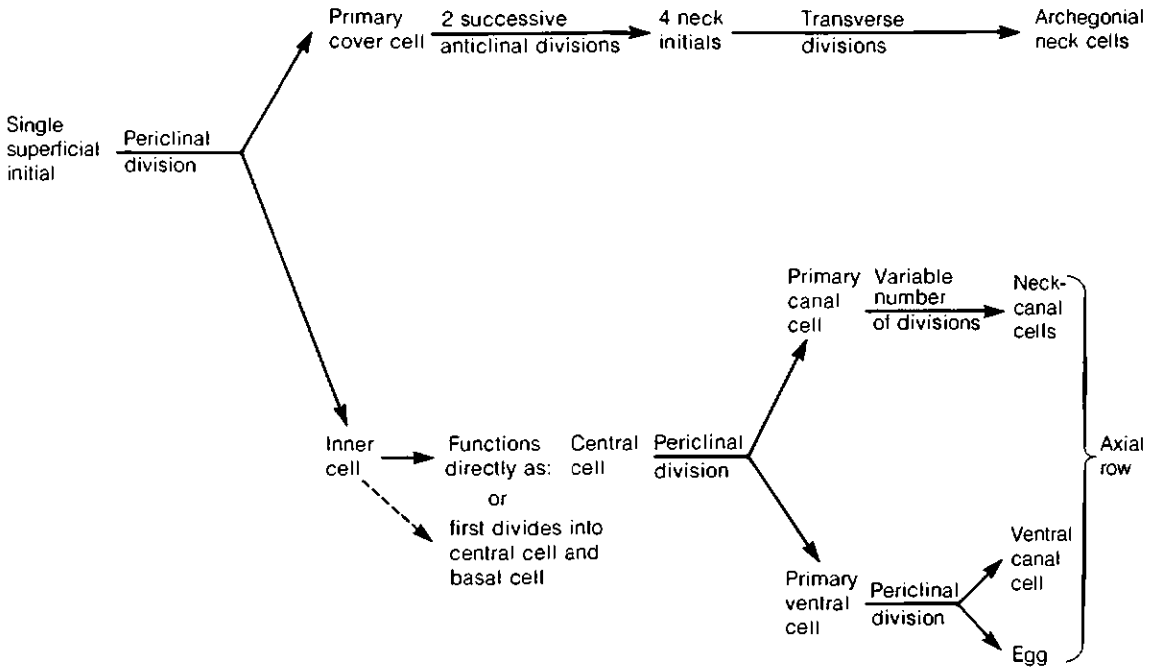 Primary
cover cell
2 successive
anticlinal divisions
4 neck
initials
Transverse
divisions
Archegonial
neck cells
Single
superficial
initial
Periclinal
division
Primary
canal
cell
Variable
number
of divisions
Neck-
canal
cells
Inner
cell
Functions
directly as:
or
first divides into
central cell and
basal cell
Central
cell
Periclinal
division
Axial
row
Primary
ventral
cell
Periclinal
division
Ventral
canal
cell
Egg